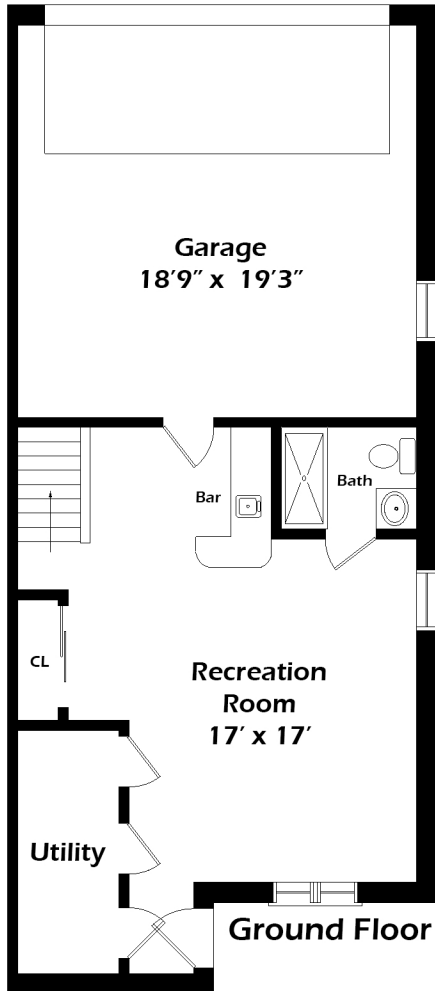 Garage
18'9" x 19'3"
Bar
Bath
CL
Recreation
Room
17' x 17'
Utility
Ground Floor